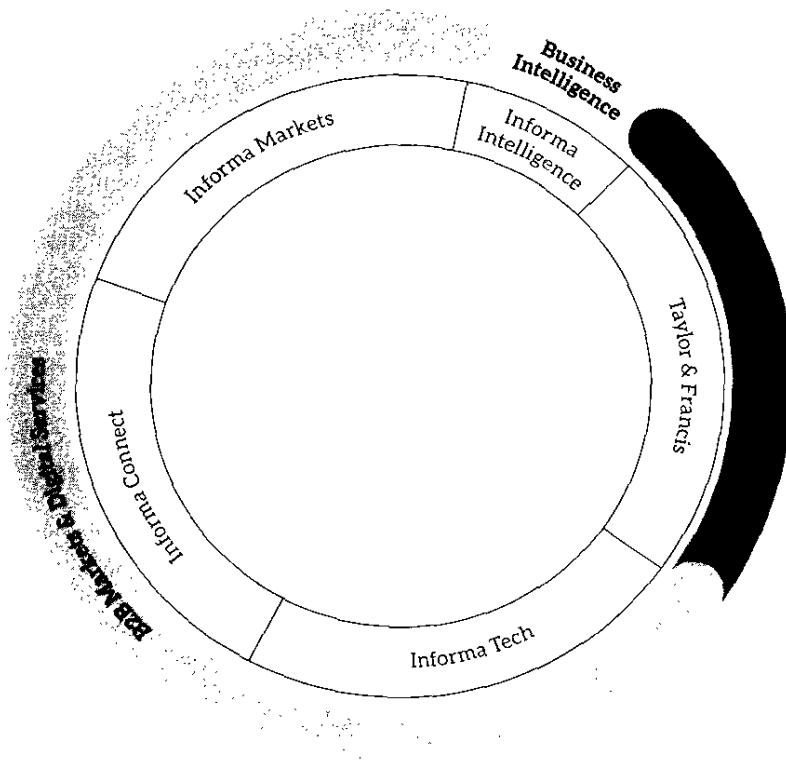 Business
Intelligence
Informa
Intelligence
Informa Markets
Taylor & Francis
B2B Markets & Digital Services
Informa Connect
Informa Tech